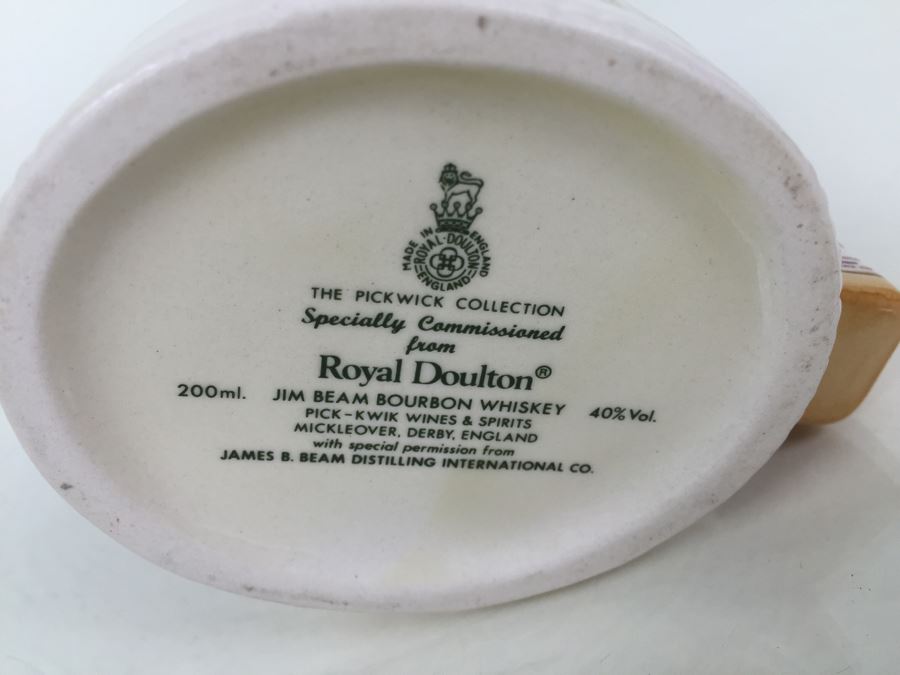 MADE IN ENGLAND
ROYAL·DOULTON
ENGLAND
THE PICKWICK COLLECTION
Specially Commissioned
from
Royal Doulton®
200ml. JIM BEAM BOURBON WHISKEY 40% Vol.
PICK-KWIK WINES & SPIRITS
MICKLEOVER, DERBY, ENGLAND
with special permission from
JAMES B. BEAM DISTILLING INTERNATIONAL CO.